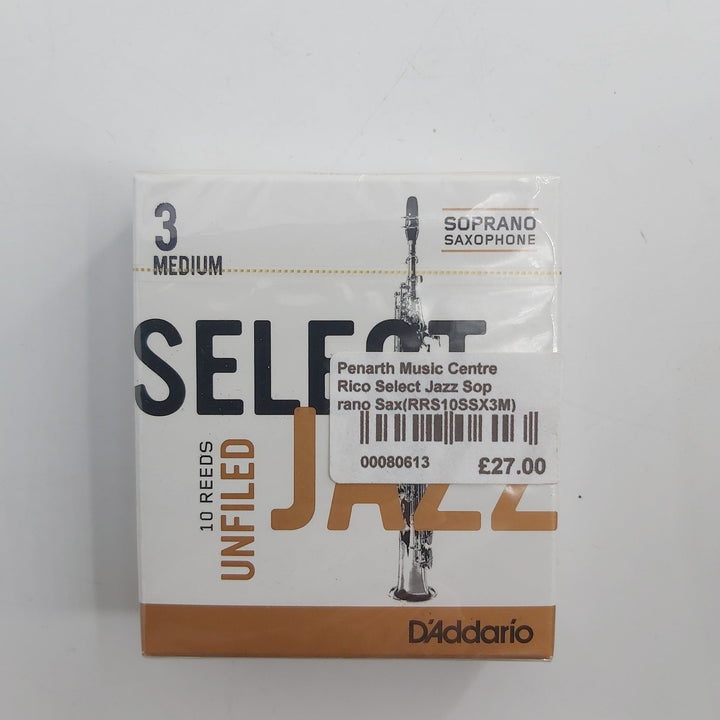 3
MEDIUM
SOPRANO
SAXOPHONE
SELECT
JAZZ
10 REEDS
UNFILED
Penarth Music Centre
Rico Select Jazz Sop
rano Sax(RRS10SSX3M)
00080613
£27.00
D'Addario